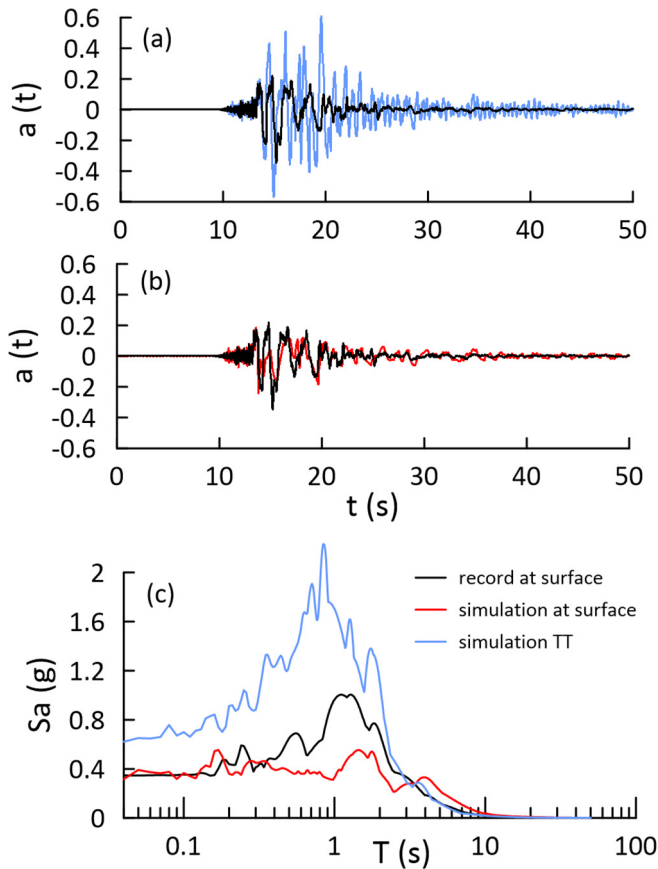 0.6
(a)
0.4
0.2
a (t)
0
-0.2
-0.4
-0.6
0 10 20 30 40 50
0.6
(b)
0.4
0.2
a (t)
0
-0.2
-0.4
-0.6
0 10 20 30 40 50
t (s)
2
(c)
record at surface
simulation at surface
simulation TT
1.6
1.2
Sa (g)
0.8
0.4
0
0.1 1 10 100
T (s)